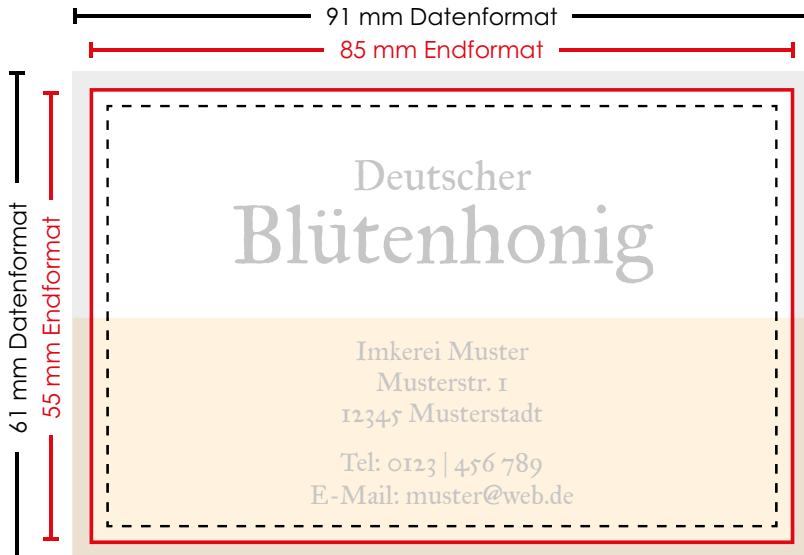 91 mm Datenformat
85 mm Endformat
61 mm Datenformat
55 mm Endformat
Deutscher
Blütenhonig
Imkerei Muster
Musterstr. 1
12345 Musterstadt
Tel: 0123 | 456 789
E-Mail: muster@web.de